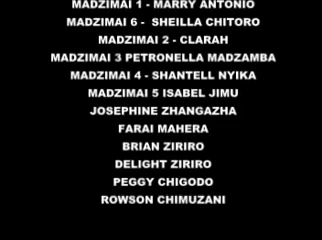 MADZIMAI 1 - MARRY ANTONIO
MADZIMAI 6 - SHEILLA CHITORO
MADZIMAI 2 - CLARAH
MADZIMAI 3 PETRONELLA MADZAMBA
MADZIMAI 4 - SHANTELL NYIKA
MADZIMAI 5 ISABEL JIMU
JOSEPHINE ZHANGAZHA
FARAI MAHERA
BRIAN ZIRIRO
DELIGHT ZIRIRO
PEGGY CHIGODO
ROWSON CHIMUZANI